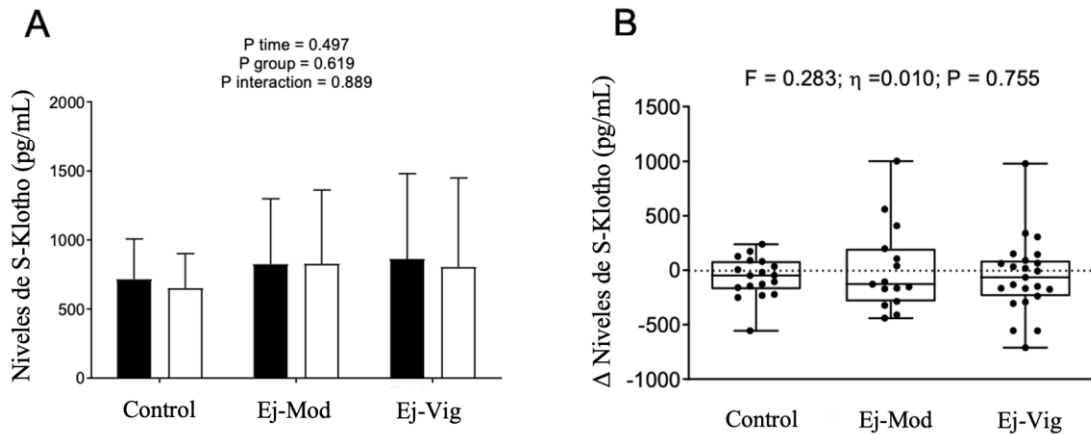 A
P time = 0.497
P group = 0.619
P interaction = 0.889
Niveles de S-Klotho (pg/mL)
2000
1500
1000
500
0
Control
Ej-Mod
Ej-Vig
B
F = 0.283; η =0.010; P = 0.755
Δ Niveles de S-Klotho (pg/mL)
1500
1000
500
0
-500
-1000
Control
Ej-Mod
Ej-Vig